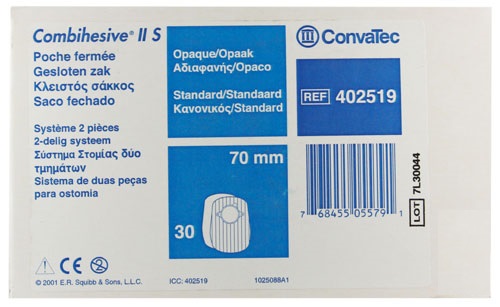 Combihesive® II S
Poche fermée
Gesloten zak
Κλειστός σάκκος
Saco fechado
Système 2 pièces
2-delig systeem
Σύστημα Στομίας δύο
τμημάτων
Sistema de duas peças
para ostomia
© 2001 E.R. Squibb & Sons, L.L.C.
Opaque/Opaak
Αδιαφανής/Opaco
Standard/Standaard
Κανονικός/Standard
70 mm
30
ICC: 402519
1025088A1
ConvaTec
REF 402519
7 68455 05579 1
LOT 7L30044